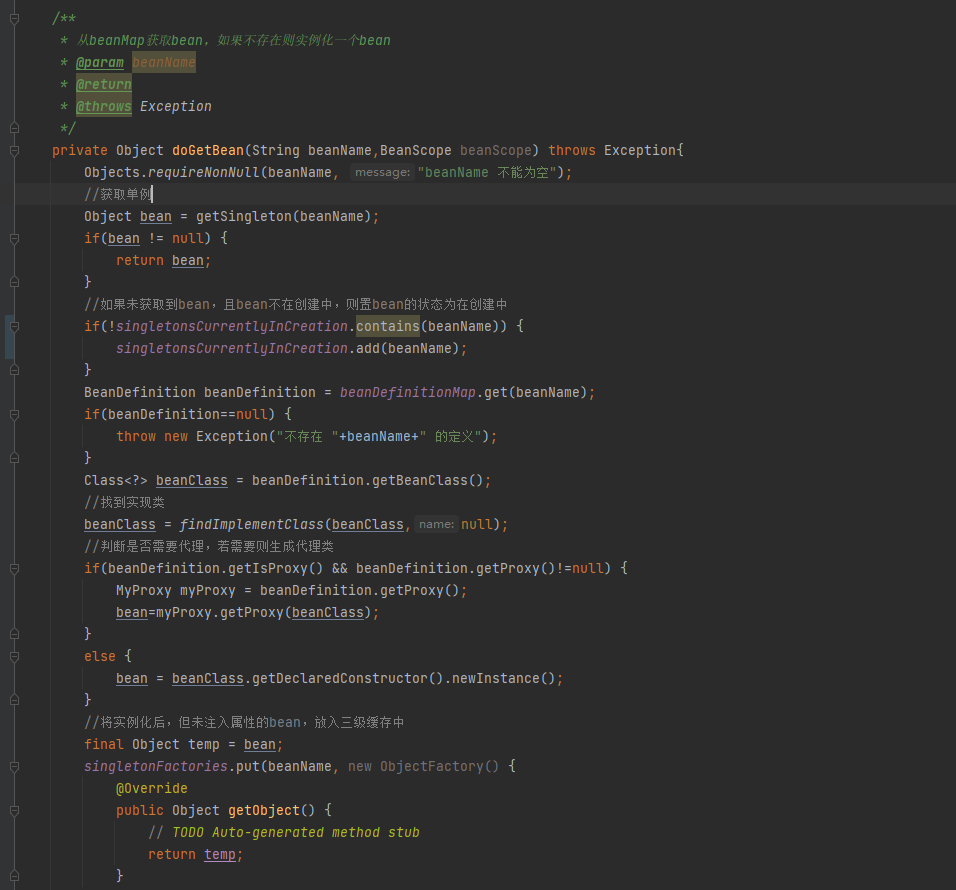 /**
 * 从beanMap获取bean，如果不存在则实例化一个bean
 * @param beanName
 * @return
 * @throws Exception
 */
private Object doGetBean(String beanName,BeanScope beanScope) throws Exception{
    Objects.requireNonNull(beanName, message: "beanName 不能为空");
    //获取单例
    Object bean = getSingleton(beanName);
    if(bean != null) {
        return bean;
    }
    //如果未获取到bean，且bean不在创建中，则置bean的状态为在创建中
    if(!singletonsCurrentlyInCreation.contains(beanName)) {
        singletonsCurrentlyInCreation.add(beanName);
    }
    BeanDefinition beanDefinition = beanDefinitionMap.get(beanName);
    if(beanDefinition==null) {
        throw new Exception("不存在 "+beanName+" 的定义");
    }
    Class<?> beanClass = beanDefinition.getBeanClass();
    //找到实现类
    beanClass = findImplementClass(beanClass, name: null);
    //判断是否需要代理，若需要则生成代理类
    if(beanDefinition.getIsProxy() && beanDefinition.getProxy()!=null) {
        MyProxy myProxy = beanDefinition.getProxy();
        bean=myProxy.getProxy(beanClass);
    }
    else {
        bean = beanClass.getDeclaredConstructor().newInstance();
    }
    //将实例化后，但未注入属性的bean，放入三级缓存中
    final Object temp = bean;
    singletonFactories.put(beanName, new ObjectFactory() {
        @Override
        public Object getObject() {
            // TODO Auto-generated method stub
            return temp;
        }